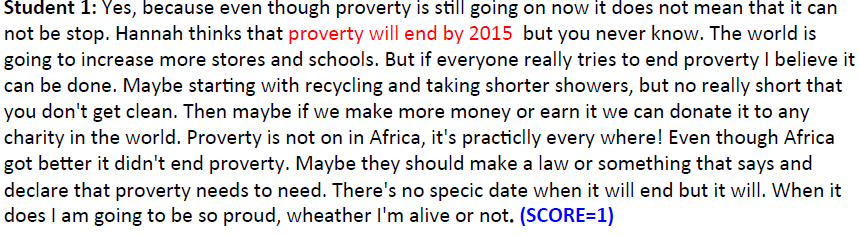 Student 1: Yes, because even though proverty is still going on now it does not mean that it can
not be stop. Hannah thinks that proverty will end by 2015 but you never know. The world is
going to increase more stores and schools. But if everyone really tries to end proverty I believe it
can be done. Maybe starting with recycling and taking shorter showers, but no really short that
you don't get clean. Then maybe if we make more money or earn it we can donate it to any
charity in the world. Proverty is not on in Africa, it's practiclly every where! Even though Africa
got better it didn't end proverty. Maybe they should make a law or something that says and
declare that proverty needs to need. There's no specic date when it will end but it will. When it
does I am going to be so proud, wheather I'm alive or not. (SCORE=1)